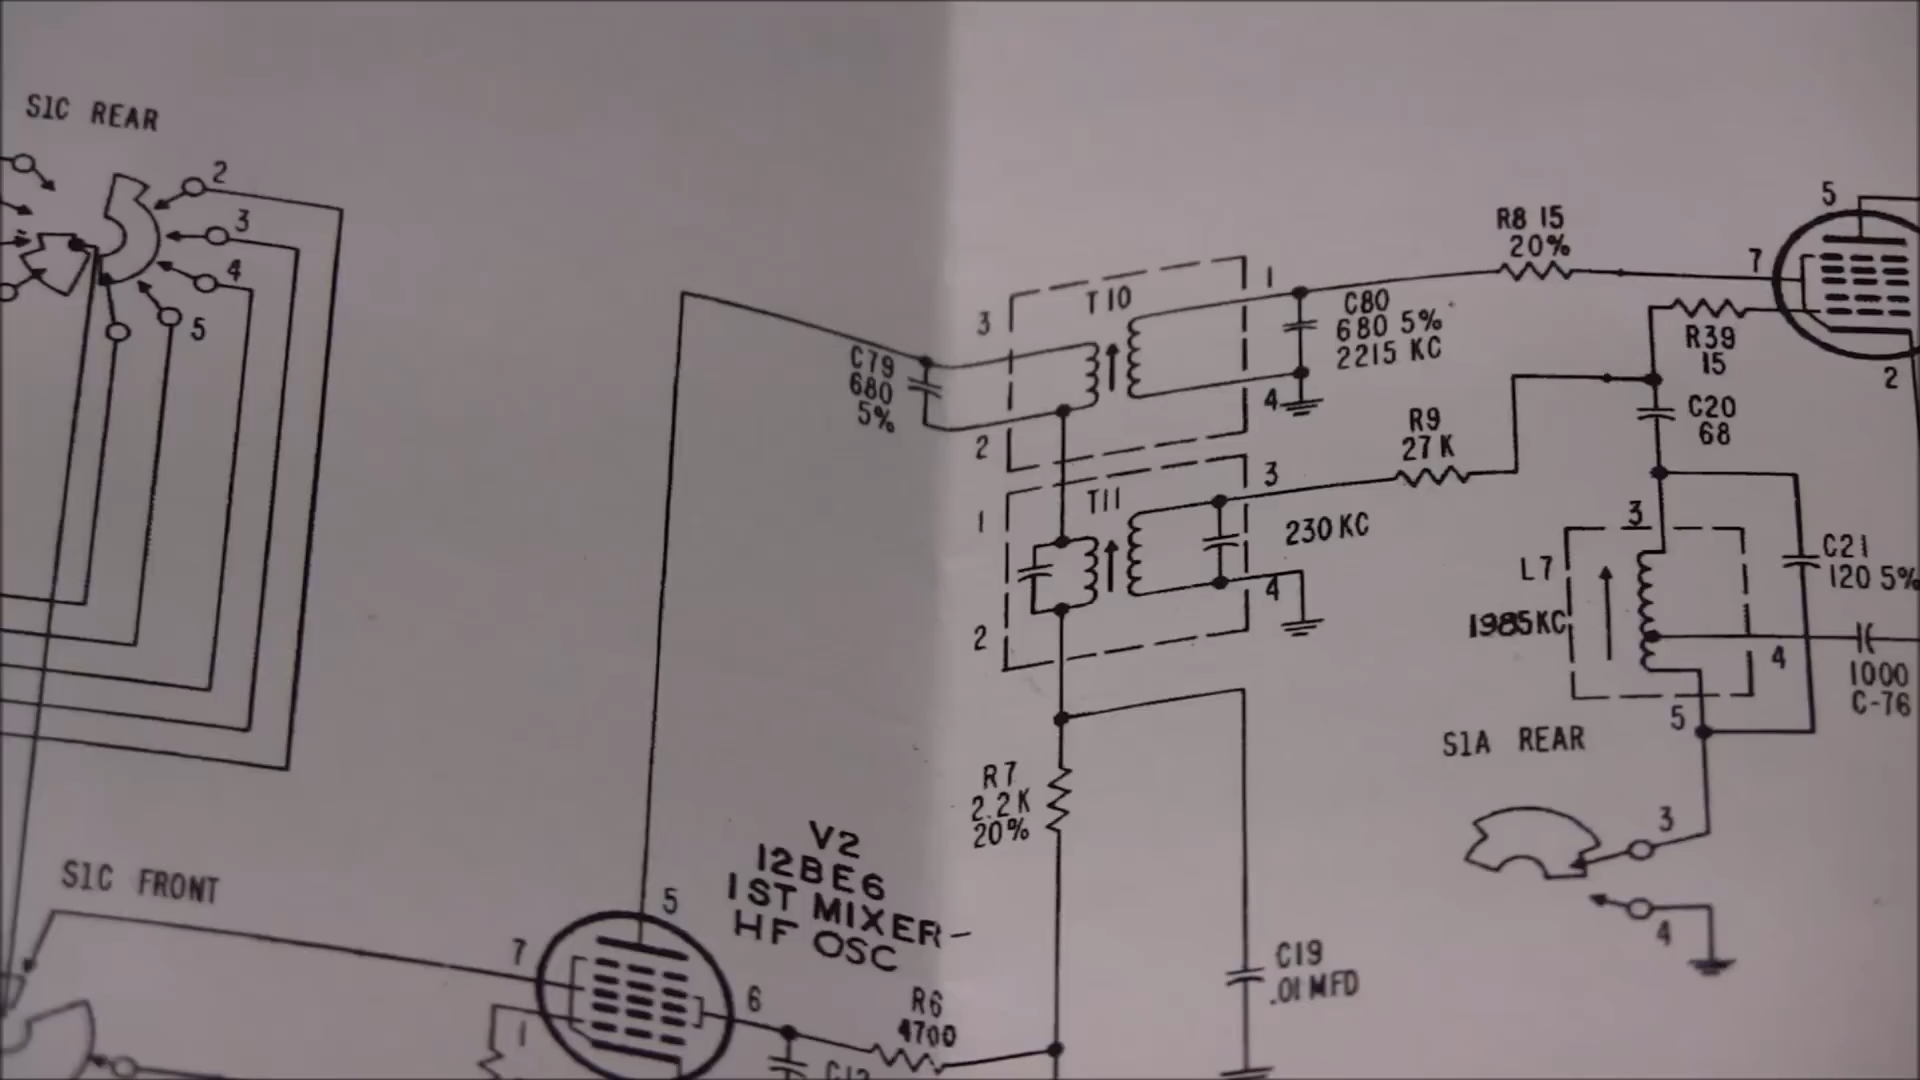 S1C REAR
2
3
4
5
S1C FRONT
7
1
5
6
V2
12BE6
1ST MIXER-
HF OSC
R6
4700
C79
680
5%
3
2
T10
1
4
C80
680 5%
2215 KC
1
2
T11
3
4
230 KC
R7
2.2K
20%
C19
.01 MFD
R8 15
20%
R9
27 K
7
5
2
R39
15
C20
68
3
L7
1985KC
4
5
C21
120 5%
1000
C-76
S1A REAR
3
4